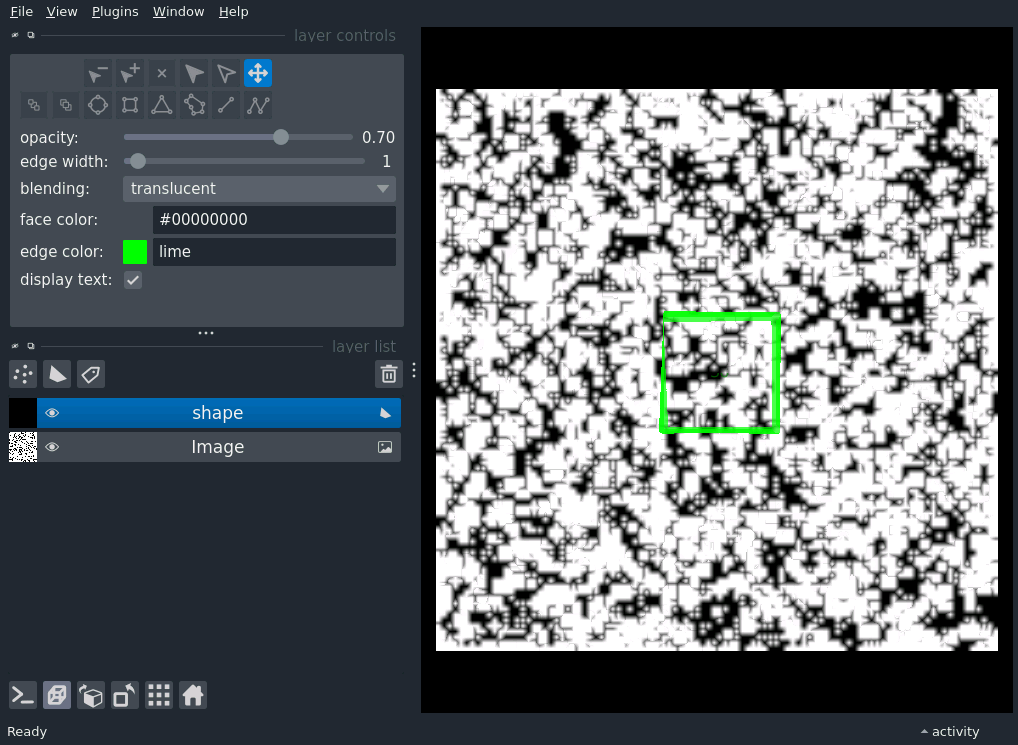 File View Plugins Window Help
layer controls
opacity: 0.70
edge width: 1
blending: translucent
face color: #00000000
edge color: lime
display text:
layer list
shape
Image
Ready activity